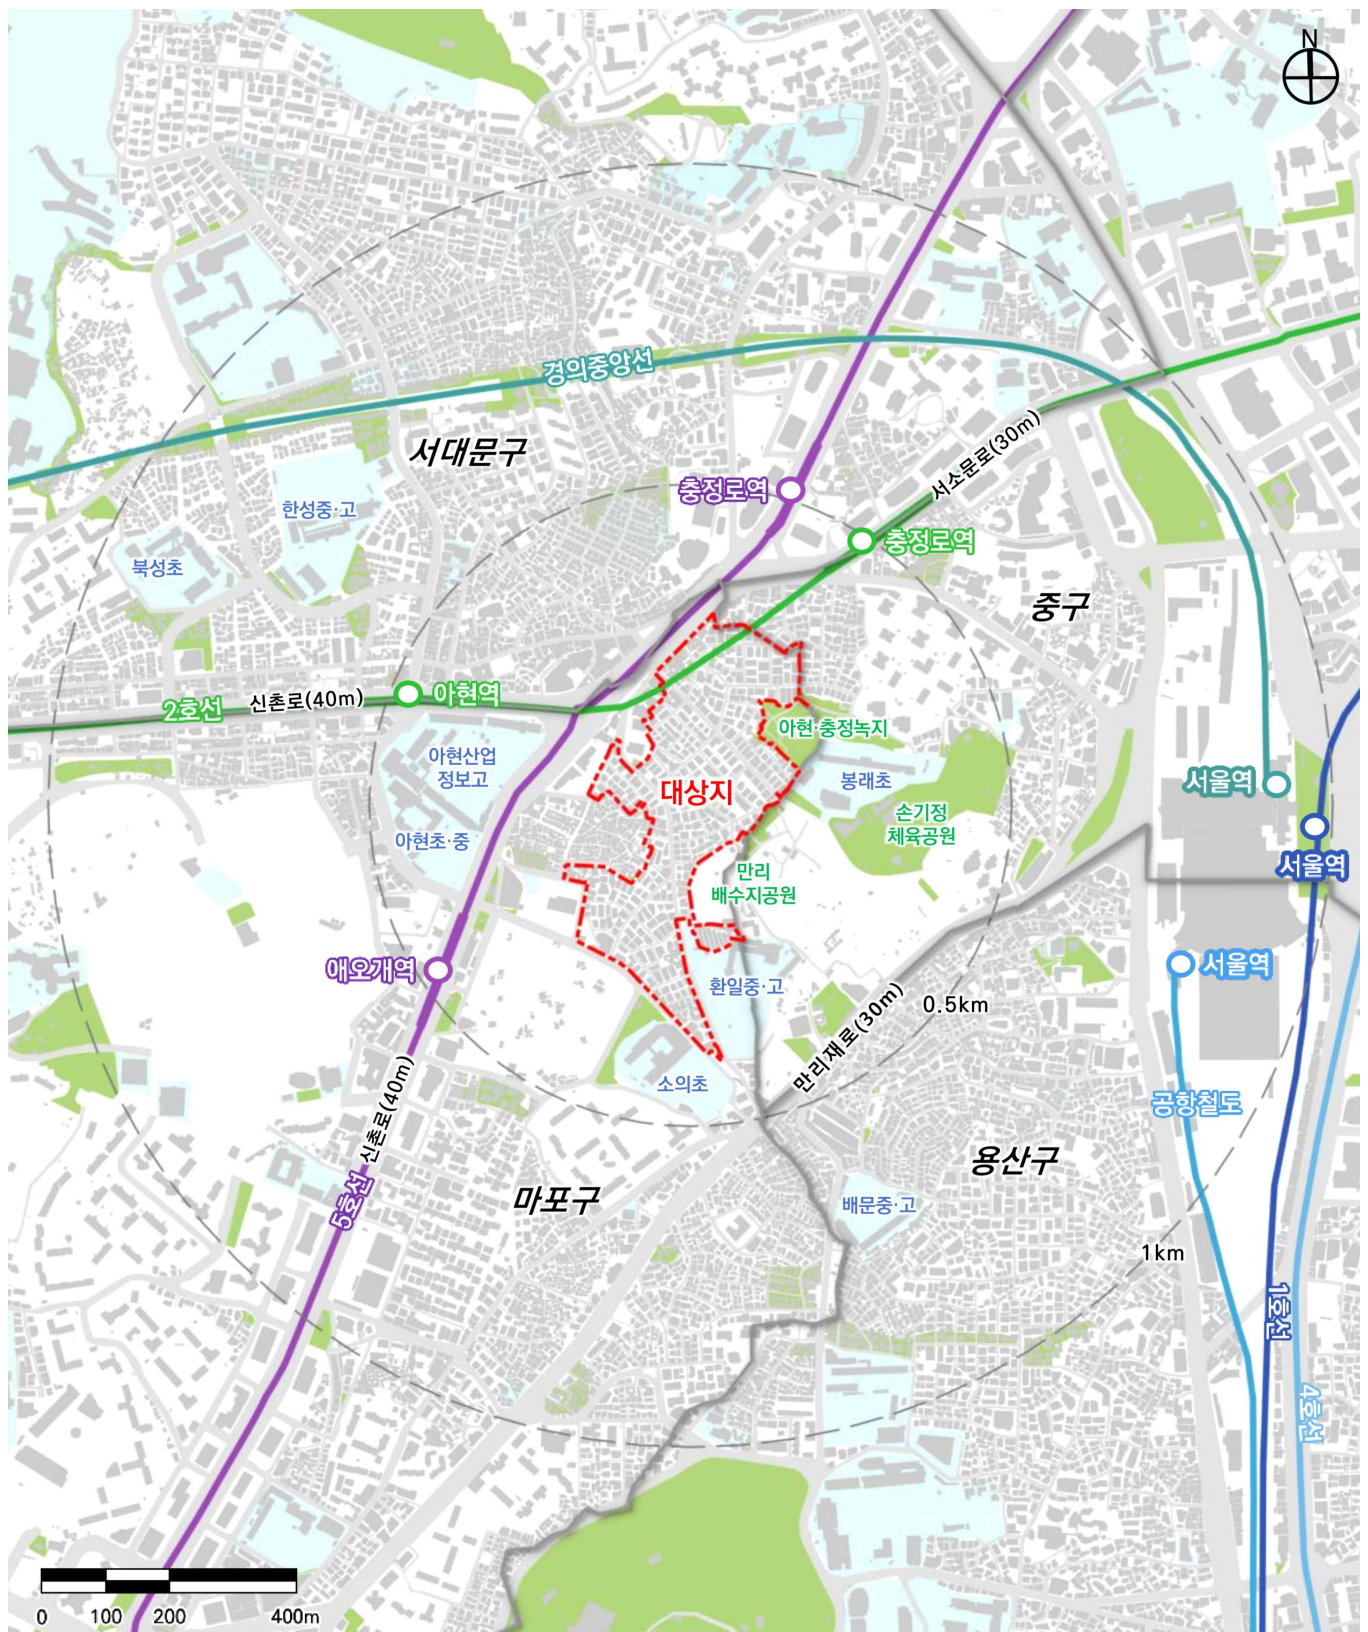 N
경의중앙선
서대문구
서소문로(30m)
충정로역
한성중·고
충정로역
북성초
중구
2호선
신촌로(40m)
아현역
아현·충정녹지
아현산업
정보고
봉래초
서울역
대상지
손기정
체육공원
아현초·중
서울역
만리
배수지공원
애오개역
서울역
환일중·고
0.5km
만리재로(30m)
소의초
공항철도
신촌로(40m)
용산구
5호선
마포구
배문중·고
1km
1호선
4호선
0 100 200 400m